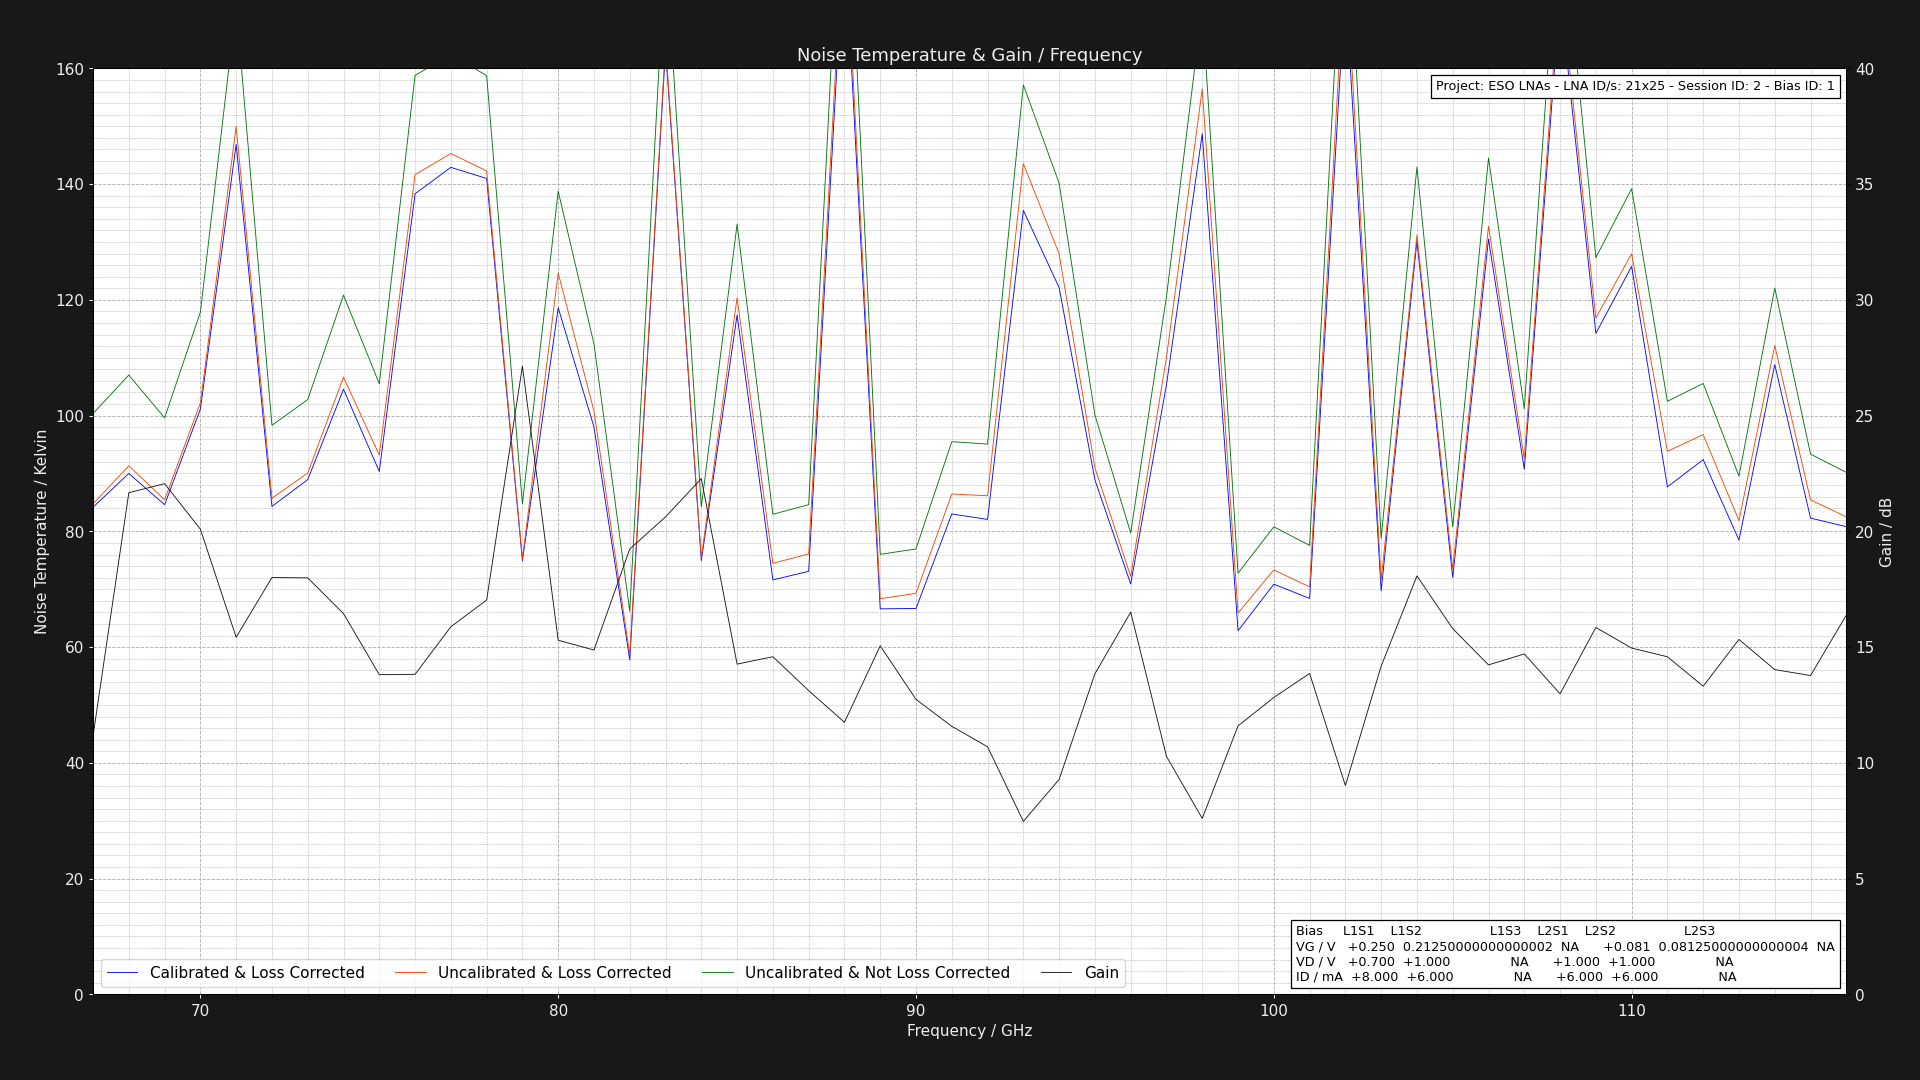 Noise Temperature & Gain / Frequency
Project: ESO LNAs - LNA ID/s: 21x25 - Session ID: 2 - Bias ID: 1
Noise Temperature / Kelvin
160
140
120
100
80
60
40
20
0
40
35
30
25
20
15
10
5
0
Gain / dB
Bias L1S1 L1S2 L1S3 L2S1 L2S2 L2S3
VG / V +0.250 0.21250000000000002 NA +0.081 0.08125000000000004 NA
VD / V +0.700 +1.000 NA +1.000 +1.000 NA
ID / mA +8.000 +6.000 NA +6.000 +6.000 NA
Calibrated & Loss Corrected Uncalibrated & Loss Corrected Uncalibrated & Not Loss Corrected Gain
70 80 90 100 110
Frequency / GHz